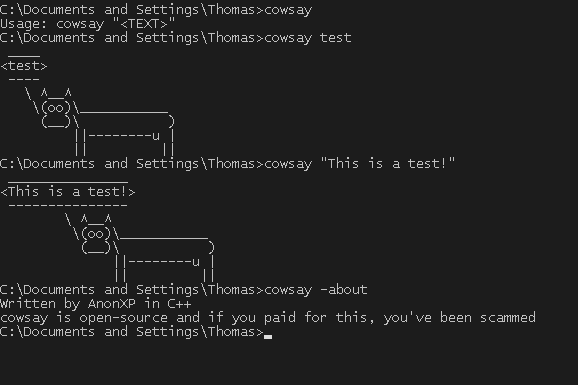 C:\Documents and Settings\Thomas>cowsay
Usage: cowsay "<TEXT>"
C:\Documents and Settings\Thomas>cowsay test
 ____
<test>
 ----
   \ ^__^
    \(oo)\____________
     (__)\            )
         ||--------u |
         ||         ||
C:\Documents and Settings\Thomas>cowsay "This is a test!"
 _______________
<This is a test!>
 ---------------
        \ ^__^
         \(oo)\____________
          (__)\            )
              ||--------u |
              ||         ||
C:\Documents and Settings\Thomas>cowsay -about
Written by AnonXP in C++
cowsay is open-source and if you paid for this, you've been scammed
C:\Documents and Settings\Thomas>_